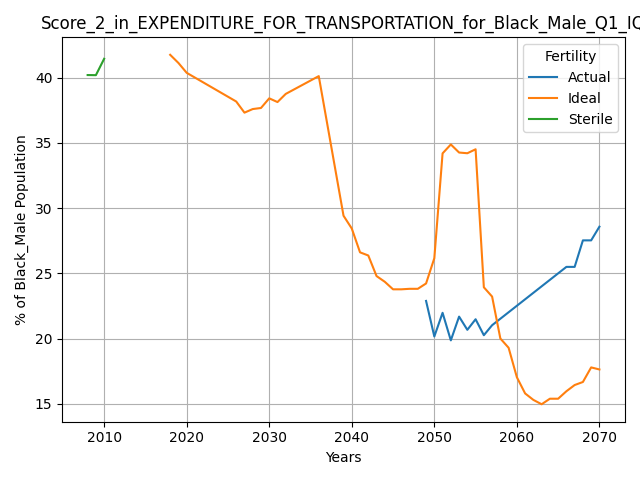 Score_2_in_EXPENDITURE_FOR_TRANSPORTATION_for_Black_Male_Q1_IQ
Fertility
Actual
Ideal
Sterile
% of Black_Male Population
40
35
30
25
20
15
2010 2020 2030 2040 2050 2060 2070
Years